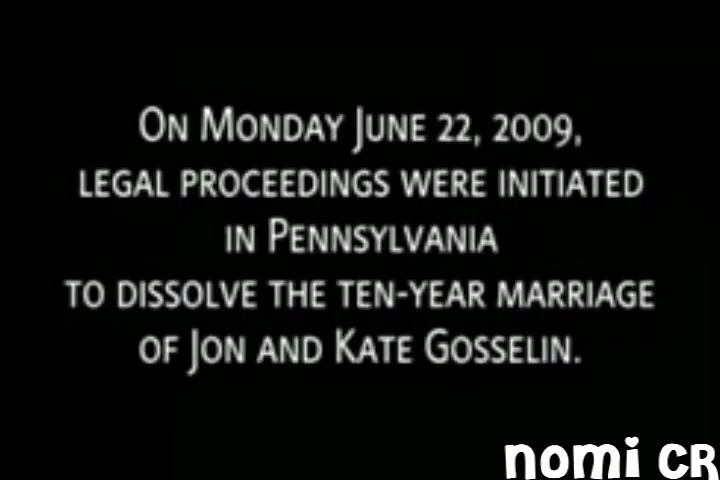 On Monday June 22, 2009,
legal proceedings were initiated
in Pennsylvania
to dissolve the ten-year marriage
of Jon and Kate Gosselin.
nomi CR